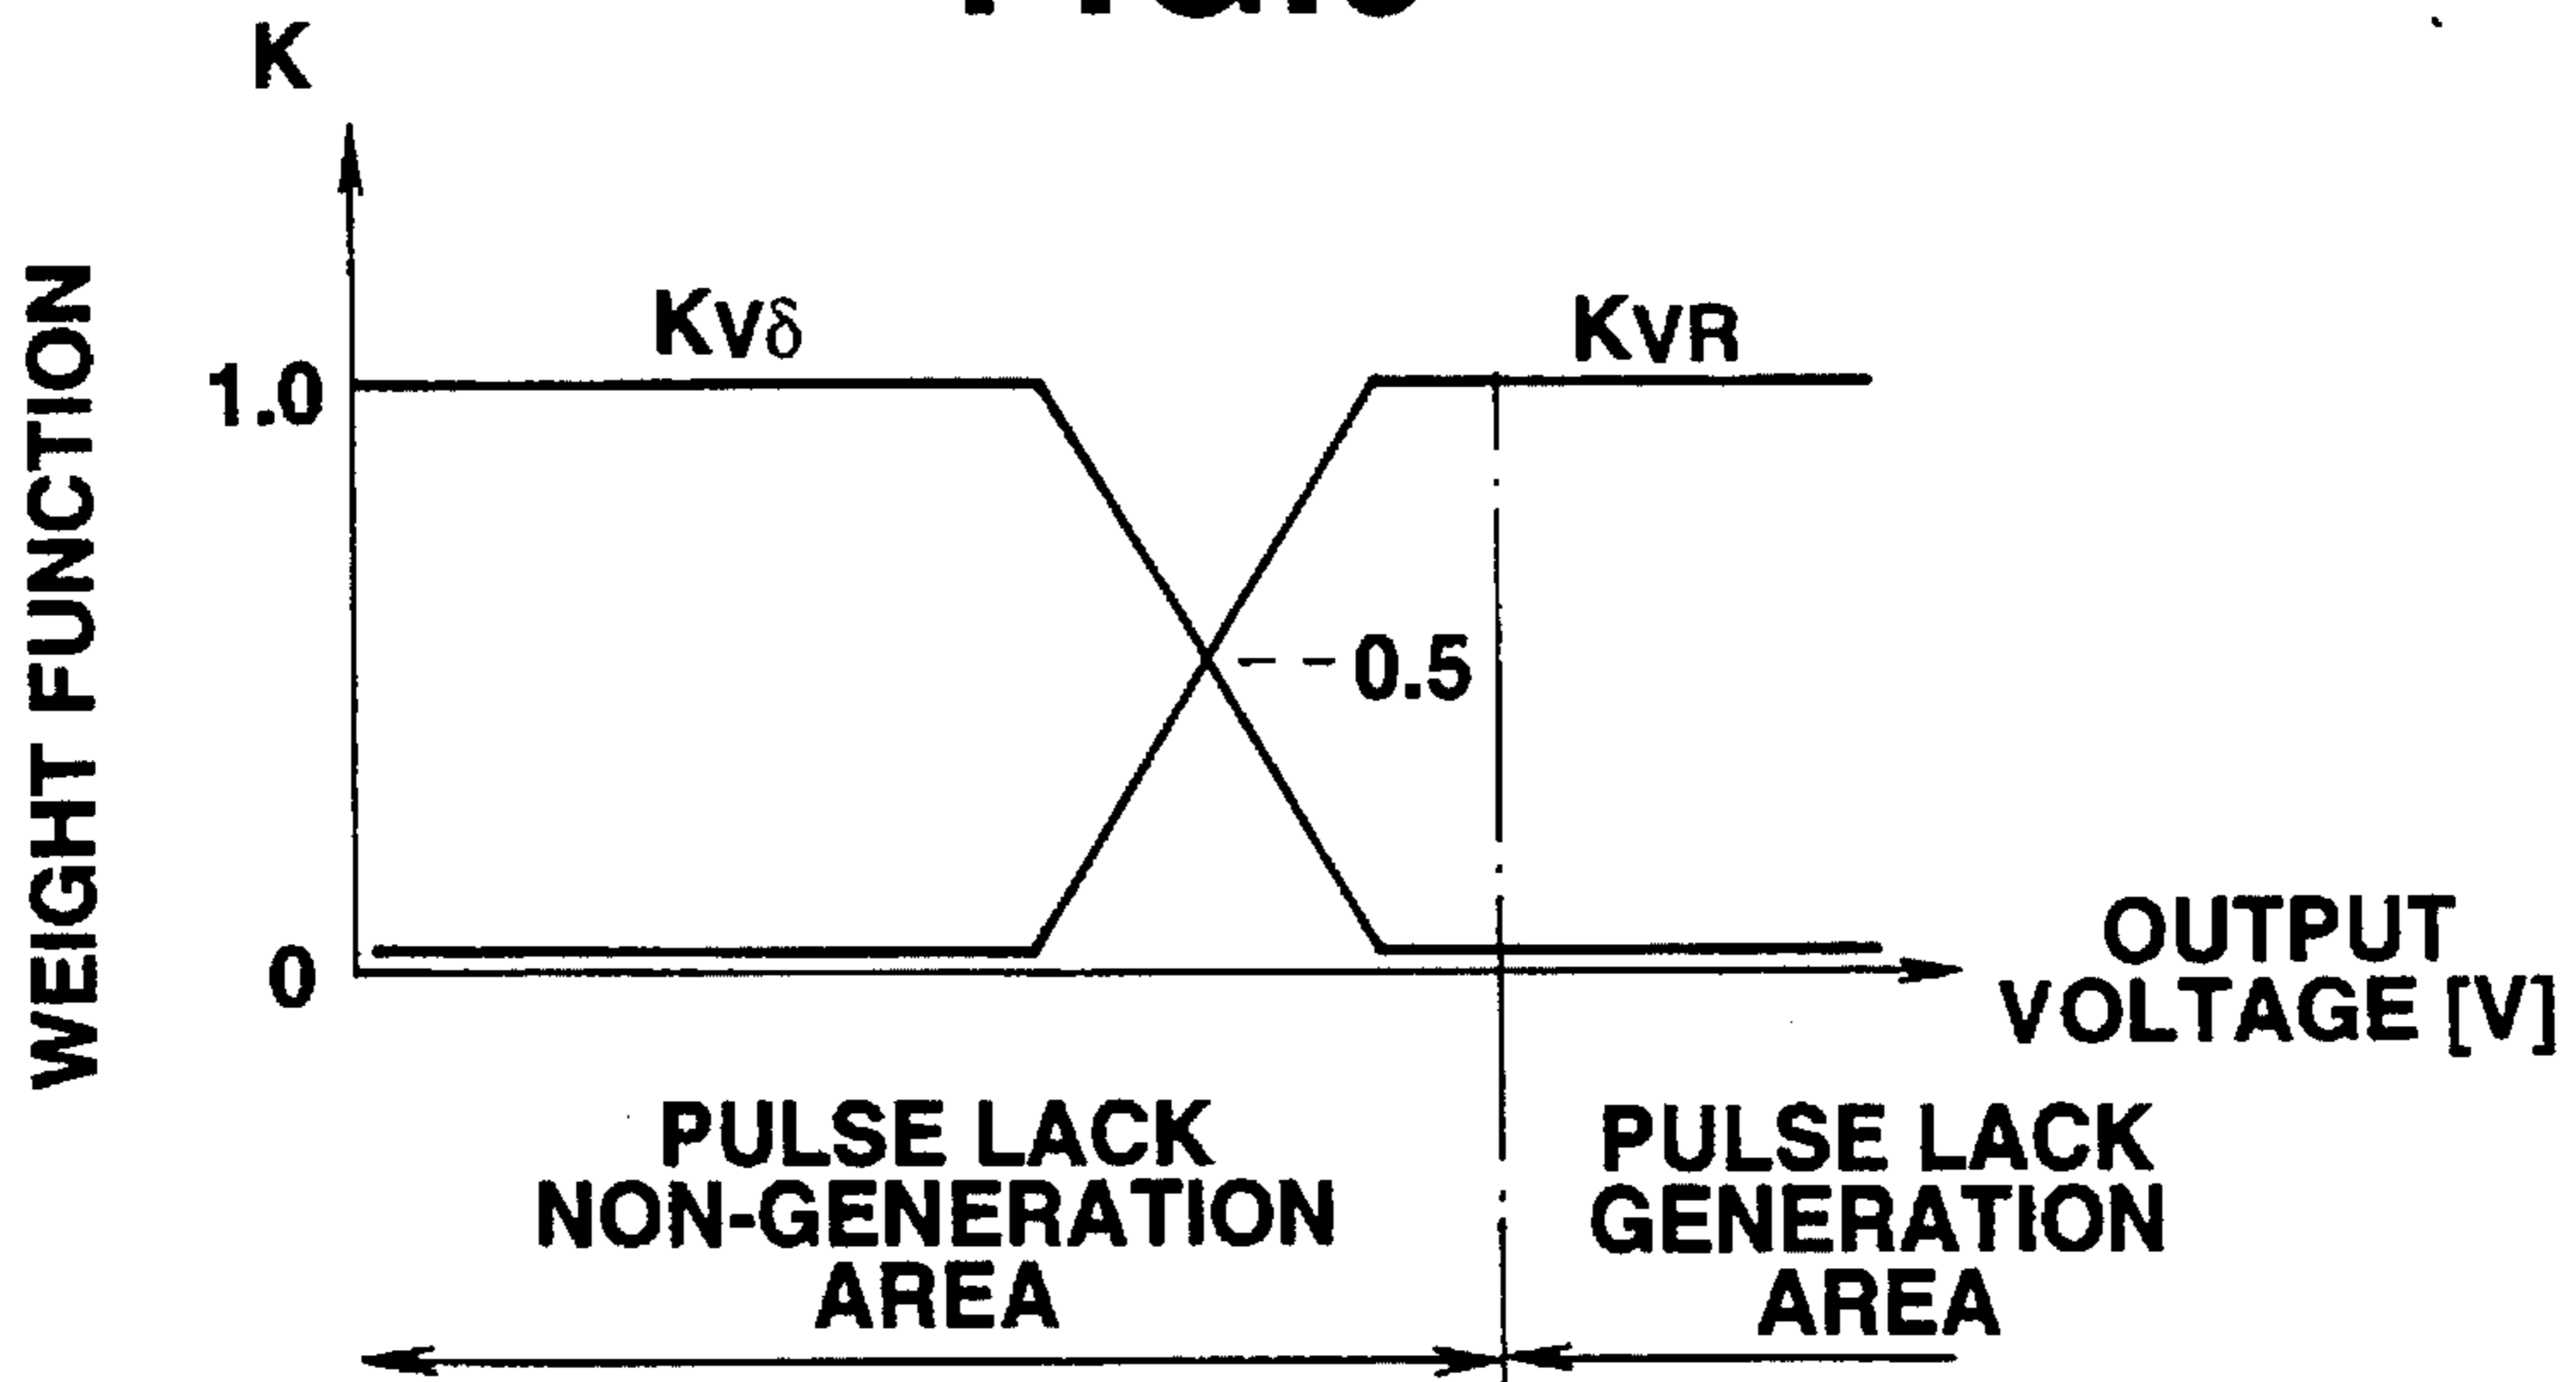 K
WEIGHT FUNCTION
1.0
KVδ
KVR
0.5
0
OUTPUT
VOLTAGE [V]
PULSE LACK
NON-GENERATION
AREA
PULSE LACK
GENERATION
AREA